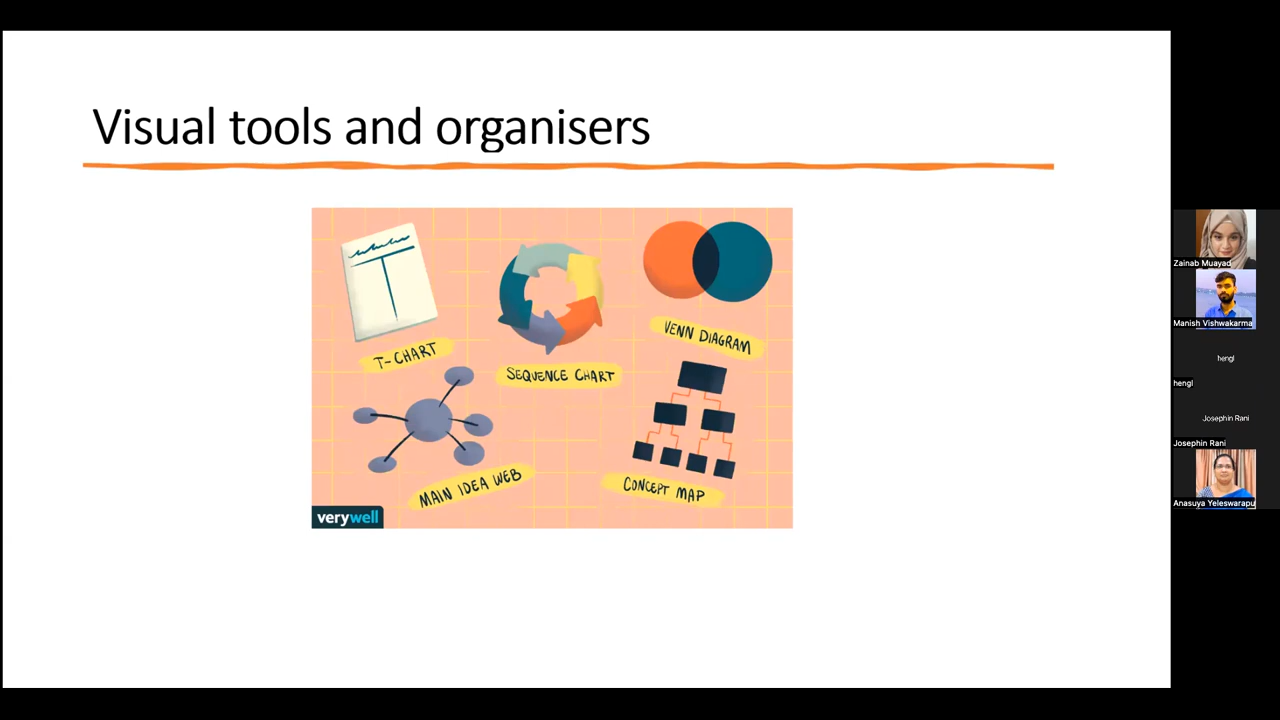 Visual tools and organisers
T-CHART
SEQUENCE CHART
VENN DIAGRAM
MAIN IDEA WEB
CONCEPT MAP
verywell
Zainab Muayad
Manish Vishwakarma
hengl
hengl
Josephin Rani
Josephin Rani
Anasuya Yeleswarapu